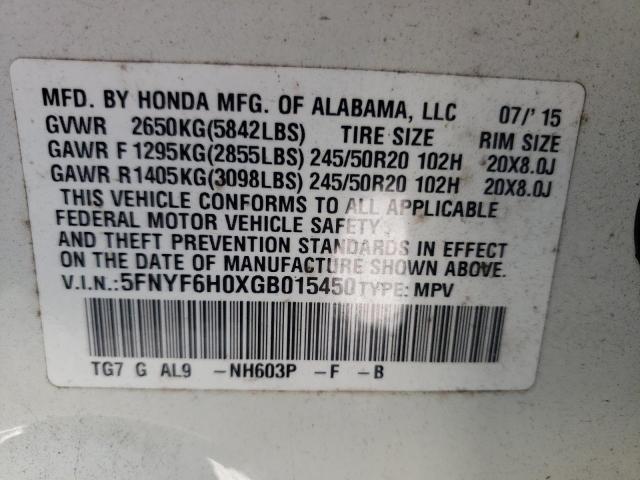 MFD. BY HONDA MFG. OF ALABAMA, LLC 07/' 15
GVWR 2650KG(5842LBS) TIRE SIZE RIM SIZE
GAWR F 1295KG(2855LBS) 245/50R20 102H 20X8.0J
GAWR R1405KG(3098LBS) 245/50R20 102H 20X8.0J
THIS VEHICLE CONFORMS TO ALL APPLICABLE
FEDERAL MOTOR VEHICLE SAFETY
AND THEFT PREVENTION STANDARDS IN EFFECT
ON THE DATE OF MANUFACTURE SHOWN ABOVE.
V.I.N.:5FNYF6H0XGB015450 TYPE: MPV
TG7 G AL9 -NH603P -F -B